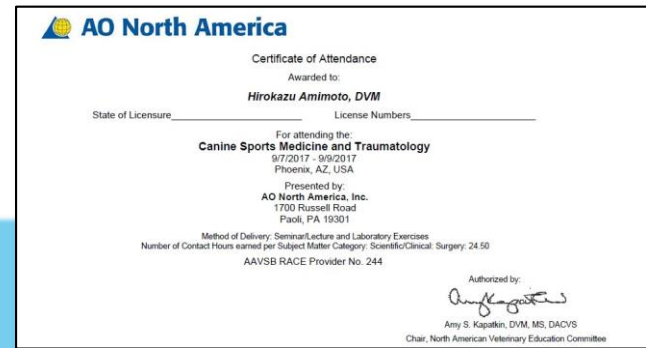 AO North America
Certificate of Attendance
Awarded to:
Hirokazu Amimoto, DVM
State of Licensure____________________ License Numbers____________________
For attending the:
Canine Sports Medicine and Traumatology
9/7/2017 - 9/9/2017
Phoenix, AZ, USA
Presented by:
AO North America, Inc.
1700 Russell Road
Paoli, PA 19301
Method of Delivery: Seminar/Lecture and Laboratory Exercises
Number of Contact Hours earned per Subject Matter Category: Scientific/Clinical: Surgery: 24.50
AAVSB RACE Provider No. 244
Authorized by:
Amy S. Kapatkin, DVM, MS, DACVS
Chair, North American Veterinary Education Committee